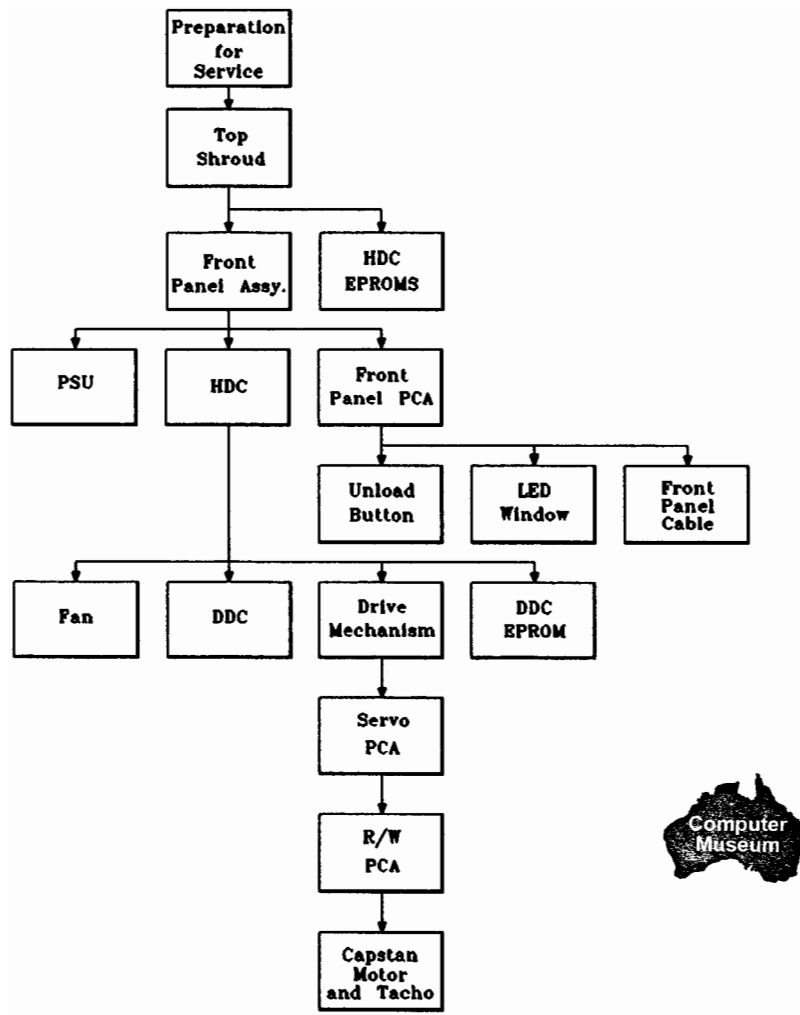 Preparation
for
Service
Top
Shroud
Front
Panel Assy.
HDC
EPROMS
PSU
HDC
Front
Panel PCA
Unload
Button
LED
Window
Front
Panel
Cable
Fan
DDC
Drive
Mechanism
DDC
EPROM
Servo
PCA
R/W
PCA
Computer
Museum
Capstan
Motor
and Tacho